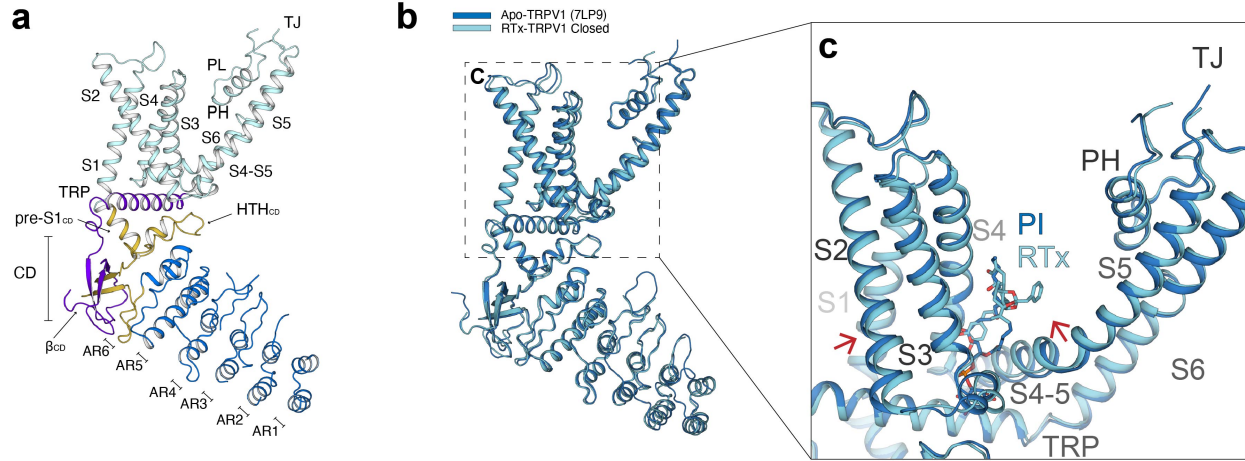 a
TJ
PL
S2
S4
PH
S3
S6
S5
S1
S4-S5
TRP
pre-S1CD
HTHCD
CD
βCD
AR6
AR5
AR4
AR3
AR2
AR1
b
Apo-TRPV1 (7LP9)
RTx-TRPV1 Closed
C
c
TJ
PH
S4
PI
S2
RTx
S5
S1
S3
S6
S4-5
TRP